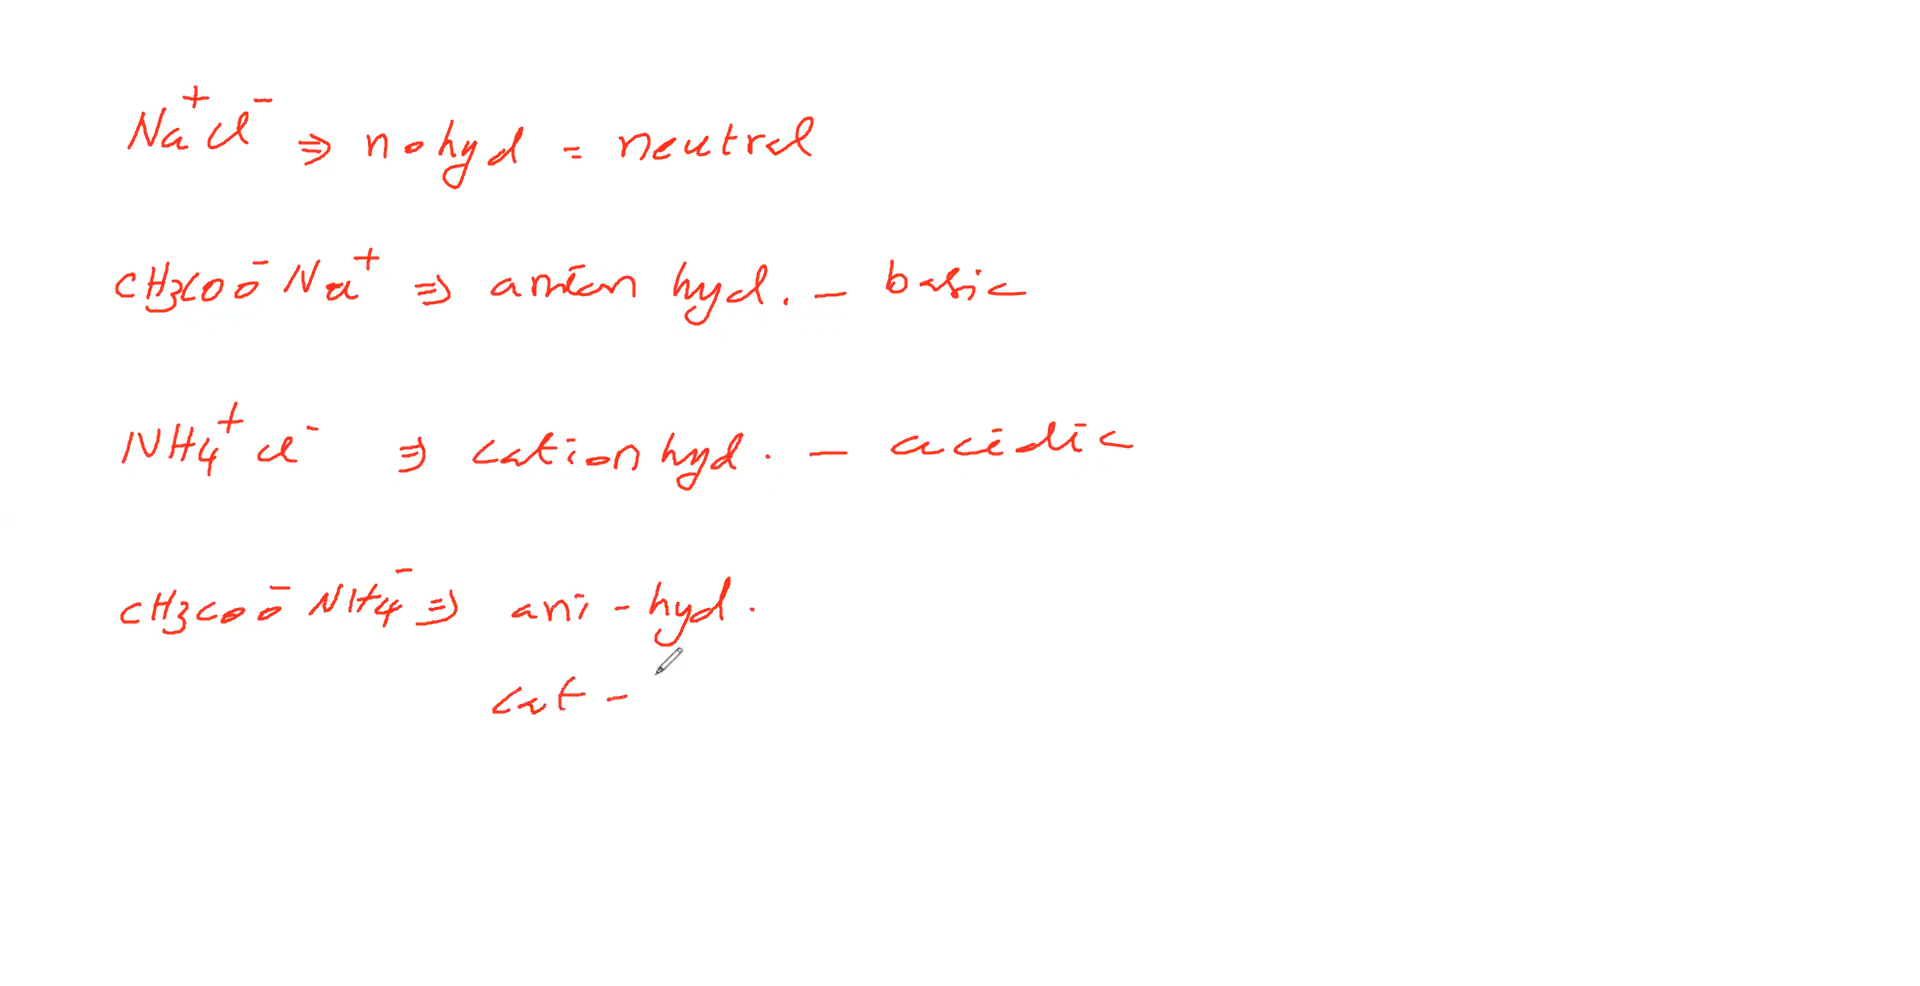 Na⁺Cl⁻ ⇒ no hyd = neutral
CH3COO⁻ Na⁺ ⇒ anion hyd. – basic
NH4⁺ Cl⁻ ⇒ cation hyd. – acidic
CH3COO⁻ NH4⁻ ⇒ ani - hyd.
cat -